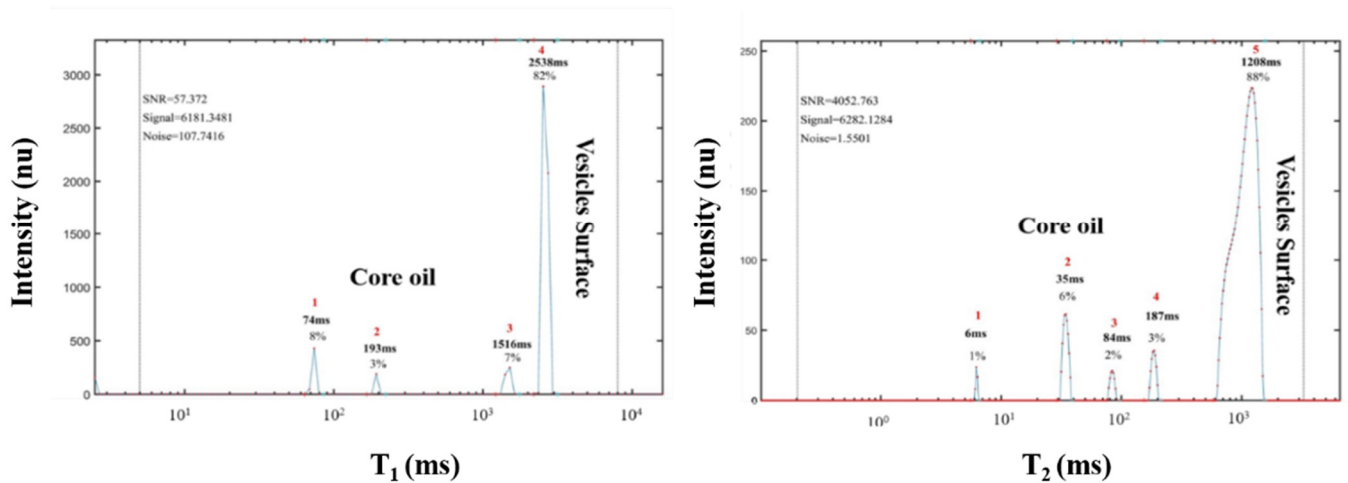 Intensity (nu)
3000
2500
2000
1500
1000
500
0
SNR=57.372
Signal=6181.3481
Noise=107.7416
Core oil
1
74ms
8%
2
193ms
3%
3
1516ms
7%
4
2538ms
82%
Vesicles Surface
10¹
10²
10³
10⁴
T₁ (ms)
Intensity (nu)
250
200
150
100
50
0
SNR=4052.763
Signal=6282.1284
Noise=1.5501
Core oil
1
6ms
1%
2
35ms
6%
3
84ms
2%
4
187ms
3%
5
1208ms
88%
Vesicles Surface
10⁰
10¹
10²
10³
T₂ (ms)